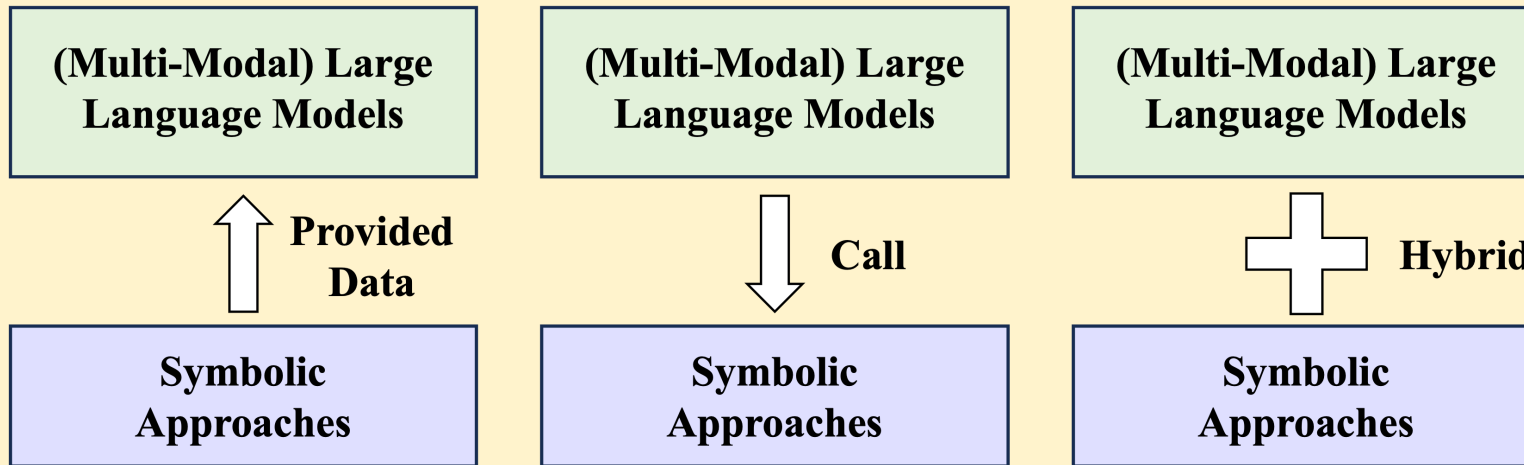 (Multi-Modal) Large
Language Models
Provided
Data
Symbolic
Approaches
(Multi-Modal) Large
Language Models
Call
Symbolic
Approaches
(Multi-Modal) Large
Language Models
Hybrid
Symbolic
Approaches